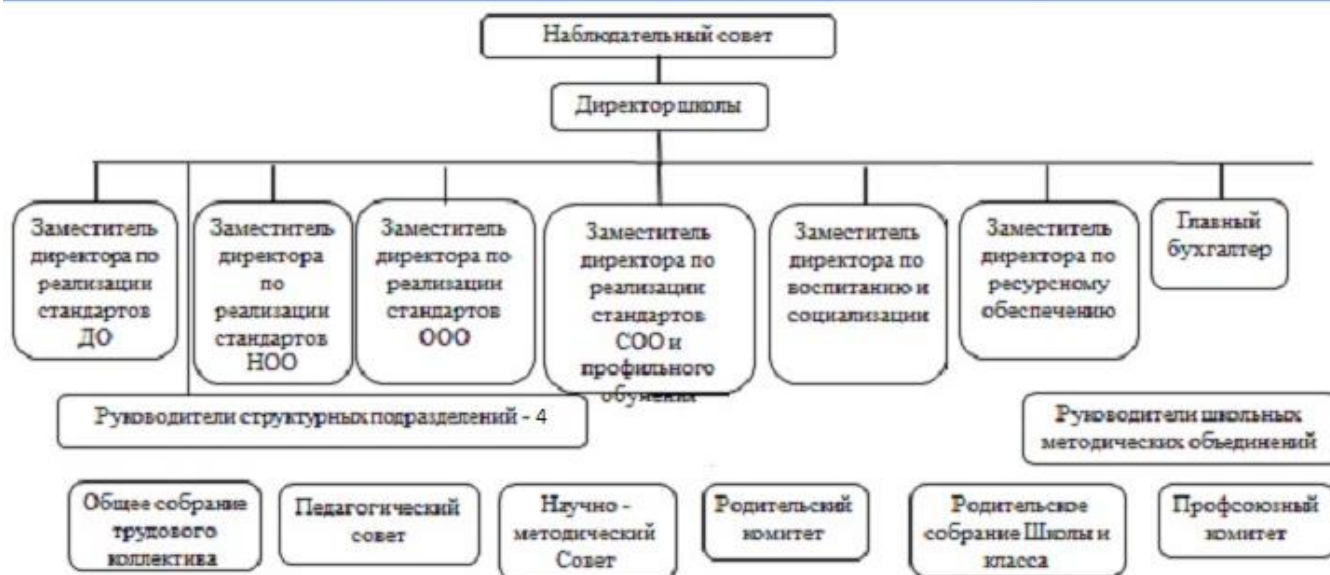 Наблюдательный совет
Директор школы
Заместитель
директора по
реализации
стандартов
ДО
Заместитель
директора
по
реализации
стандартов
НОО
Заместитель
директора по
реализации
стандартов
ООО
Заместитель
директора по
реализации
стандартов
СОО и
профильного
обучения
Заместитель
директора по
воспитанию и
социализации
Заместитель
директора по
ресурсному
обеспечению
Главный
бухгалтер
Руководители структурных подразделений - 4
Руководители школьных
методических объединений
Общее собрание
трудового
коллектива
Педагогический
совет
Научно -
методический
Совет
Родительский
комитет
Родительское
собрание Школы и
класса
Профсоюзный
комитет